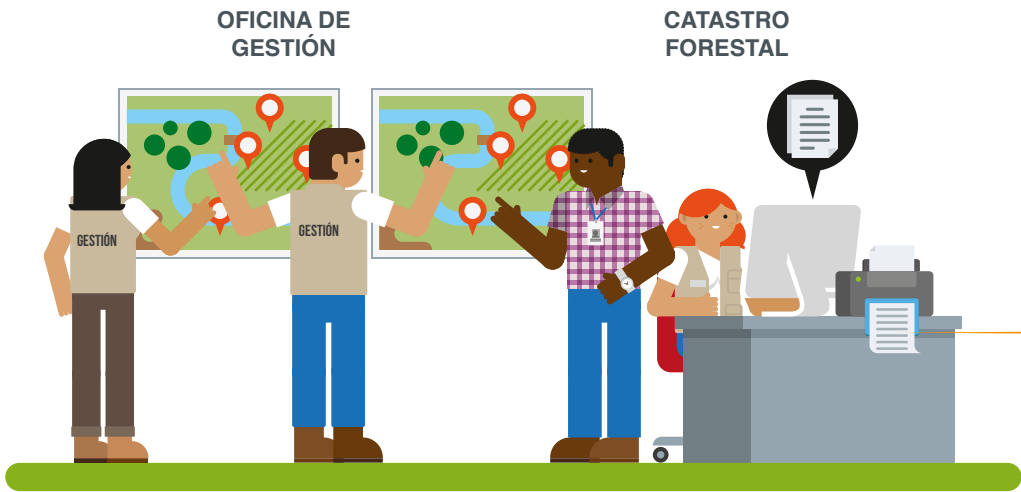 OFICINA DE
GESTIÓN
CATASTRO
FORESTAL
GESTIÓN
GESTIÓN